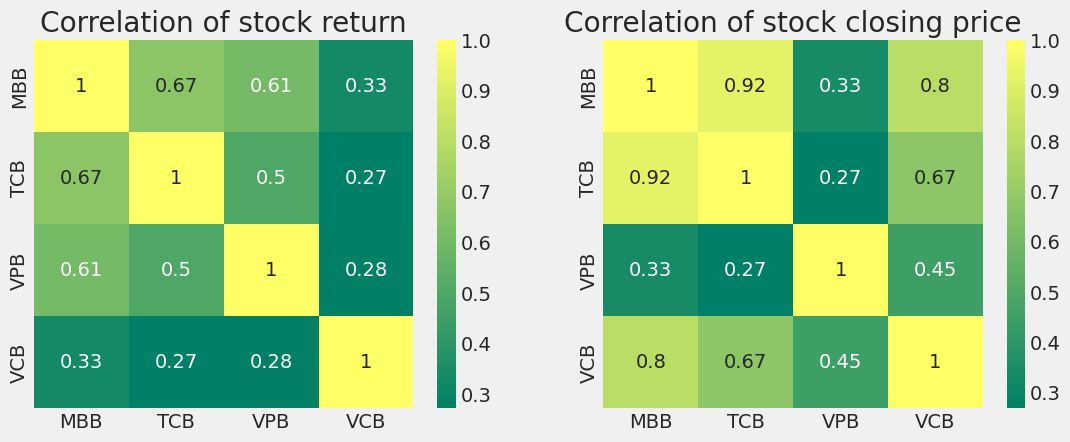 Correlation of stock return
MBB
TCB
VPB
VCB
1 0.67 0.61 0.33
0.67 1 0.5 0.27
0.61 0.5 1 0.28
0.33 0.27 0.28 1
MBB TCB VPB VCB
1.0
0.9
0.8
0.7
0.6
0.5
0.4
0.3
Correlation of stock closing price
MBB
TCB
VPB
VCB
1 0.92 0.33 0.8
0.92 1 0.27 0.67
0.33 0.27 1 0.45
0.8 0.67 0.45 1
MBB TCB VPB VCB
1.0
0.9
0.8
0.7
0.6
0.5
0.4
0.3